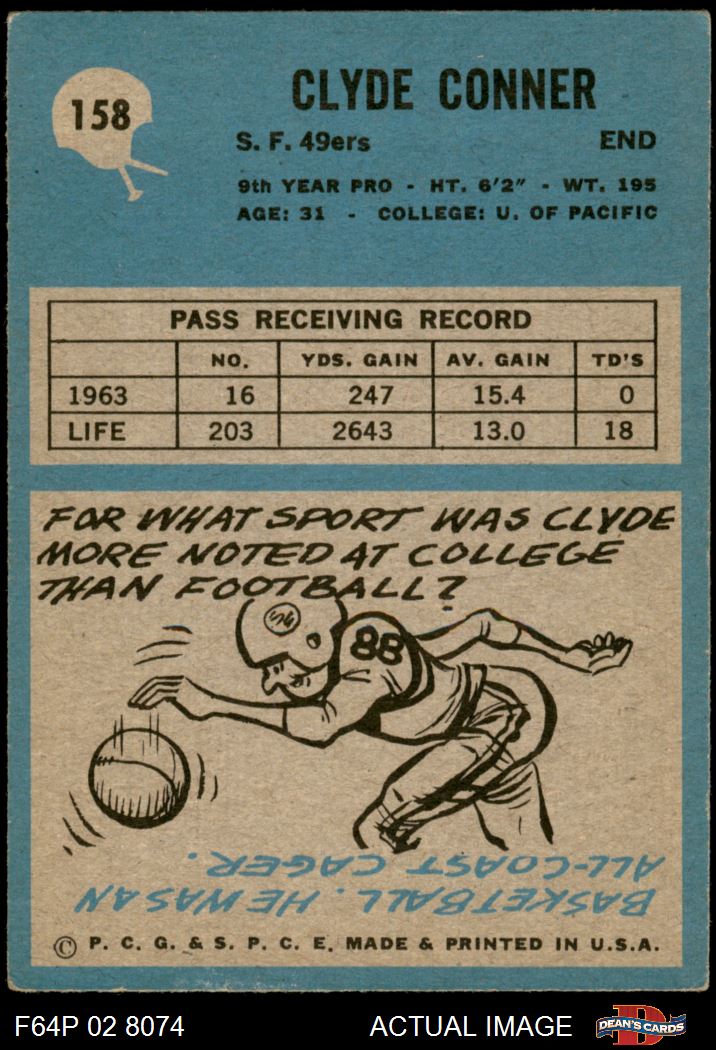 158
CLYDE CONNER
S. F. 49ers END
9th YEAR PRO - HT. 6'2" - WT. 195
AGE: 31 - COLLEGE: U. OF PACIFIC
PASS RECEIVING RECORD
NO. YDS. GAIN AV. GAIN TD'S
1963 16 247 15.4 0
LIFE 203 2643 13.0 18
FOR WHAT SPORT WAS CLYDE
MORE NOTED AT COLLEGE
THAN FOOTBALL?
88
BASKETBALL. HE WAS AN
ALL-COAST CAGER.
© P. C. G. & S. P. C. E. MADE & PRINTED IN U.S.A.
F64P 02 8074 ACTUAL IMAGE DEAN'S CARDS